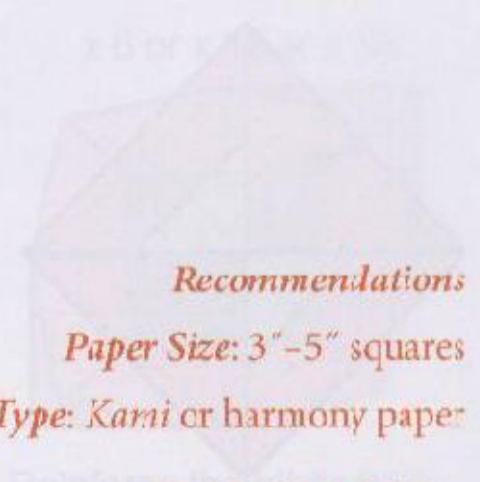 Recommendations
Paper Size: 3″–5″ squares
Type: Kami or harmony paper